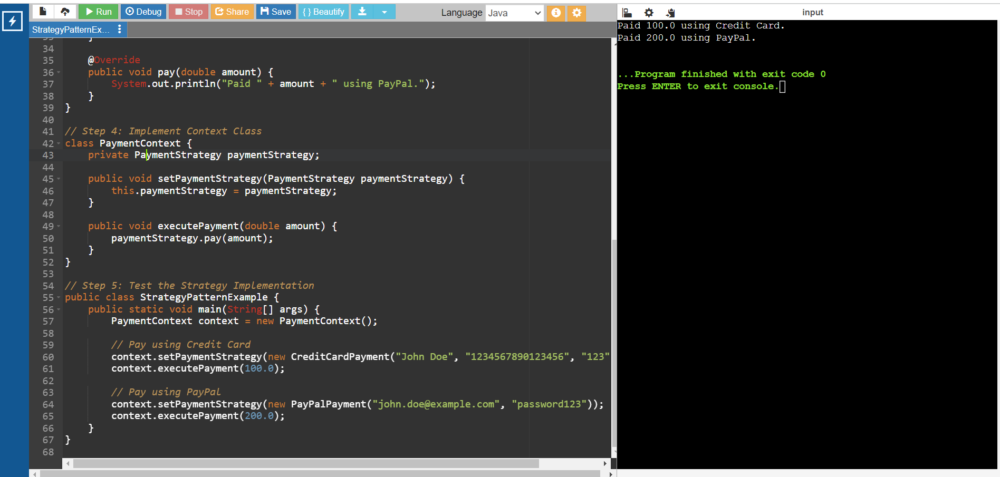 Run Debug Stop Share Save { } Beautify Language Java input
StrategyPatternEx...
33 }
34
35 @Override
36 public void pay(double amount) {
37 System.out.println("Paid " + amount + " using PayPal.");
38 }
39 }
40
41 // Step 4: Implement Context Class
42 class PaymentContext {
43 private PaymentStrategy paymentStrategy;
44
45 public void setPaymentStrategy(PaymentStrategy paymentStrategy) {
46 this.paymentStrategy = paymentStrategy;
47 }
48
49 public void executePayment(double amount) {
50 paymentStrategy.pay(amount);
51 }
52 }
53
54 // Step 5: Test the Strategy Implementation
55 public class StrategyPatternExample {
56 public static void main(String[] args) {
57 PaymentContext context = new PaymentContext();
58
59 // Pay using Credit Card
60 context.setPaymentStrategy(new CreditCardPayment("John Doe", "1234567890123456", "123"
61 context.executePayment(100.0);
62
63 // Pay using PayPal
64 context.setPaymentStrategy(new PayPalPayment("john.doe@example.com", "password123"));
65 context.executePayment(200.0);
66 }
67 }
68
Paid 100.0 using Credit Card.
Paid 200.0 using PayPal.
...Program finished with exit code 0
Press ENTER to exit console.